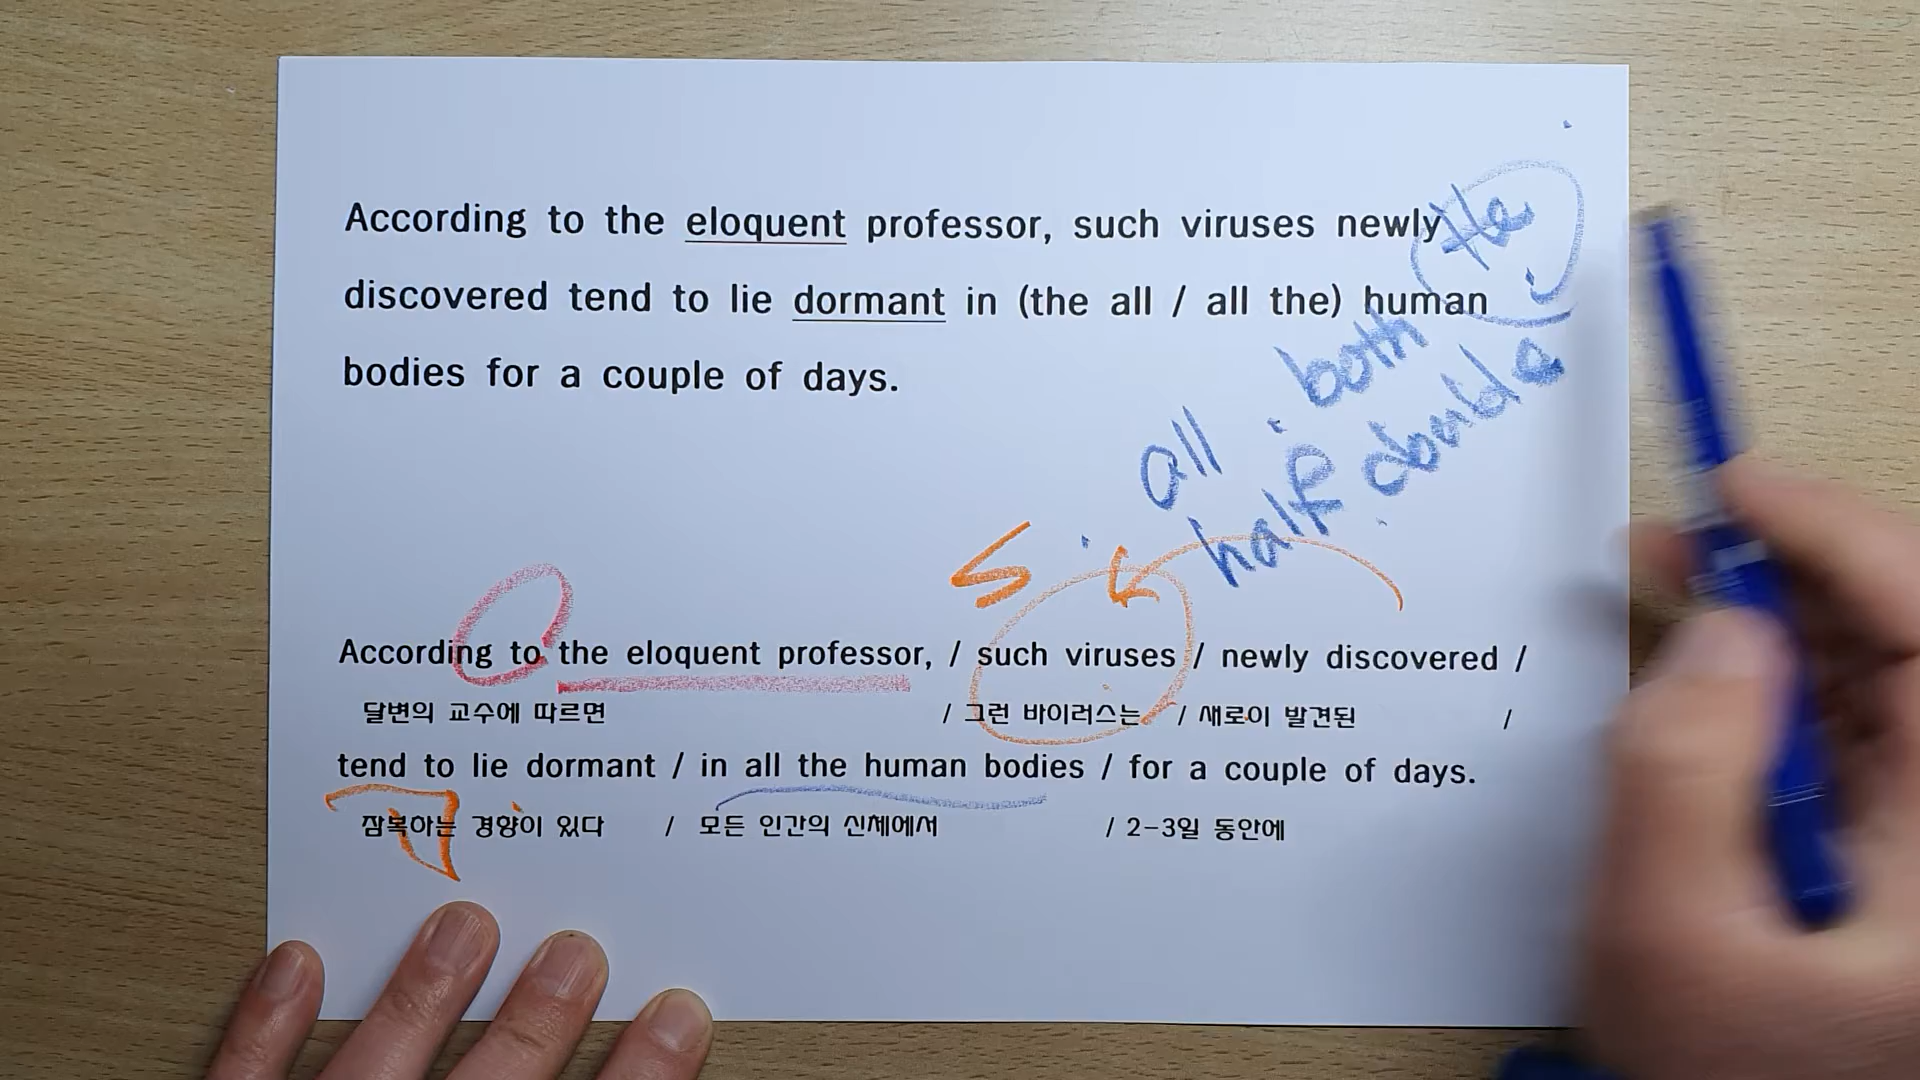 According to the eloquent professor, such viruses newly
discovered tend to lie dormant in (the all / all the) human
bodies for a couple of days.
the
all both
half double
S
According to the eloquent professor, / such viruses / newly discovered /
달변의 교수에 따르면 / 그런 바이러스는 / 새로이 발견된 /
tend to lie dormant / in all the human bodies / for a couple of days.
잠복하는 경향이 있다 / 모든 인간의 신체에서 / 2-3일 동안에